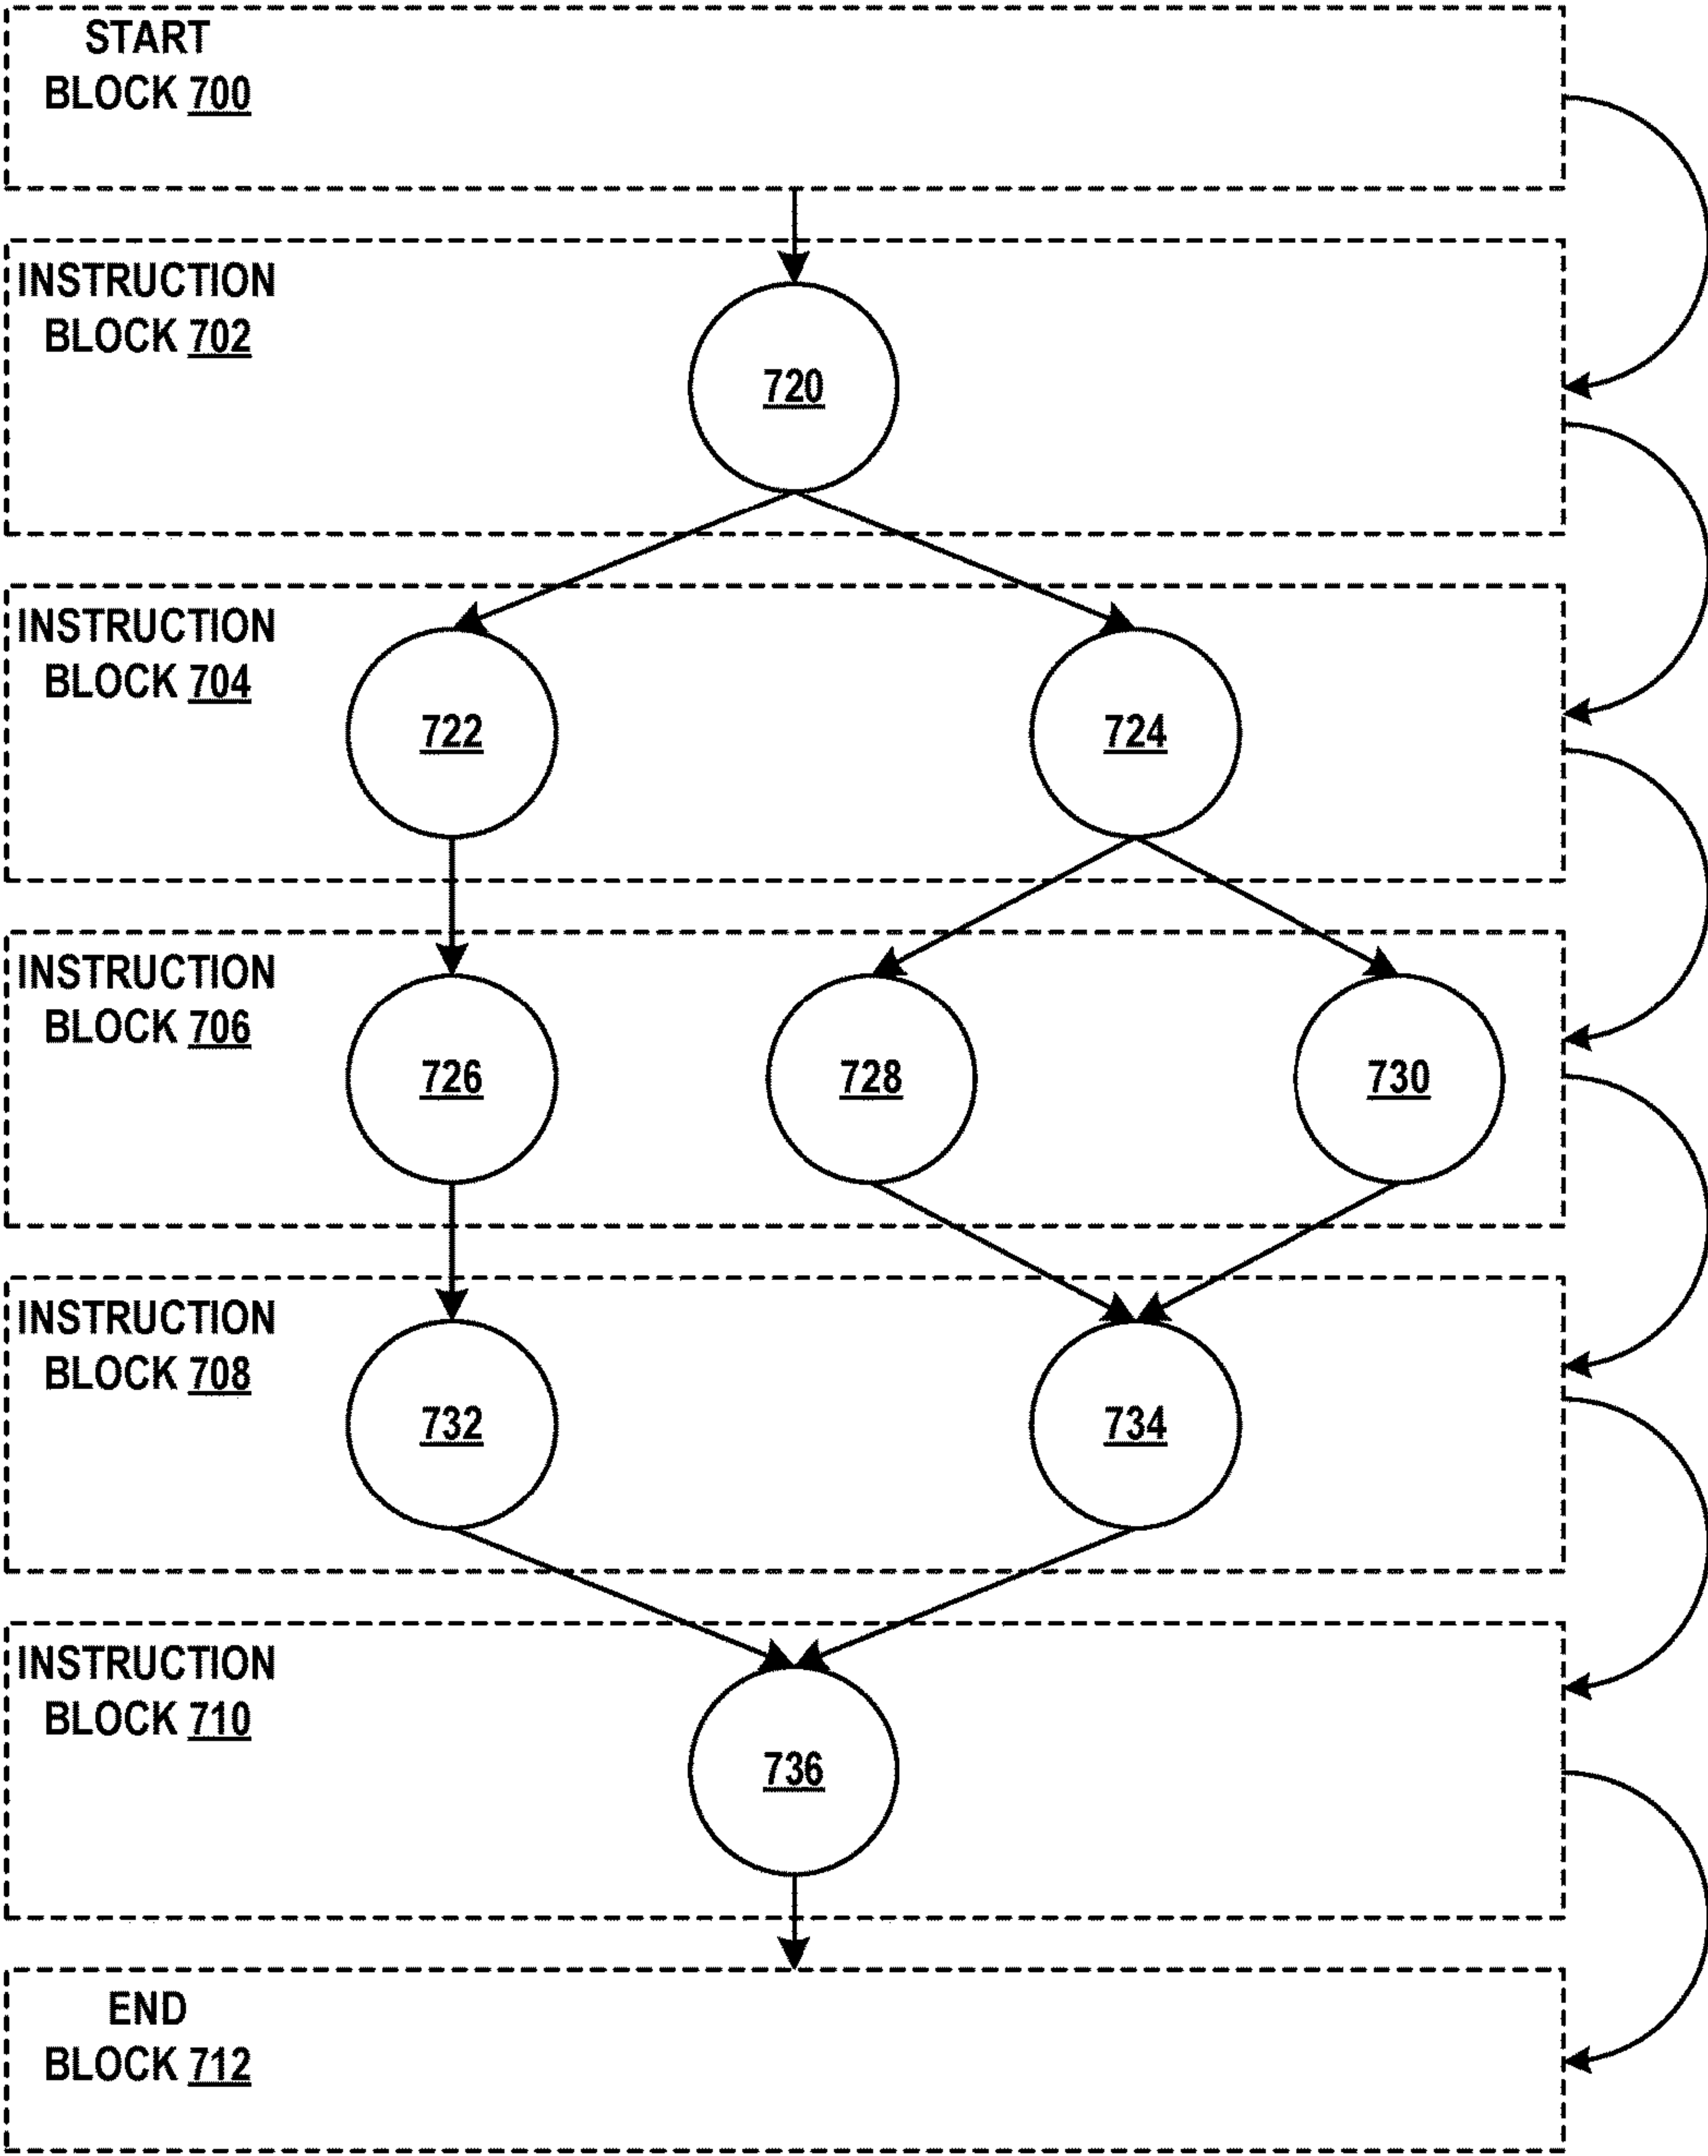 START
BLOCK 700
INSTRUCTION
BLOCK 702
720
INSTRUCTION
BLOCK 704
722
724
INSTRUCTION
BLOCK 706
726
728
730
INSTRUCTION
BLOCK 708
732
734
INSTRUCTION
BLOCK 710
736
END
BLOCK 712